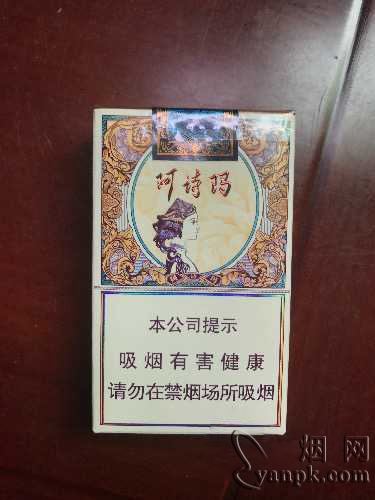 阿诗玛
本公司提示
吸烟有害健康
请勿在禁烟场所吸烟
烟网
yanpk.com